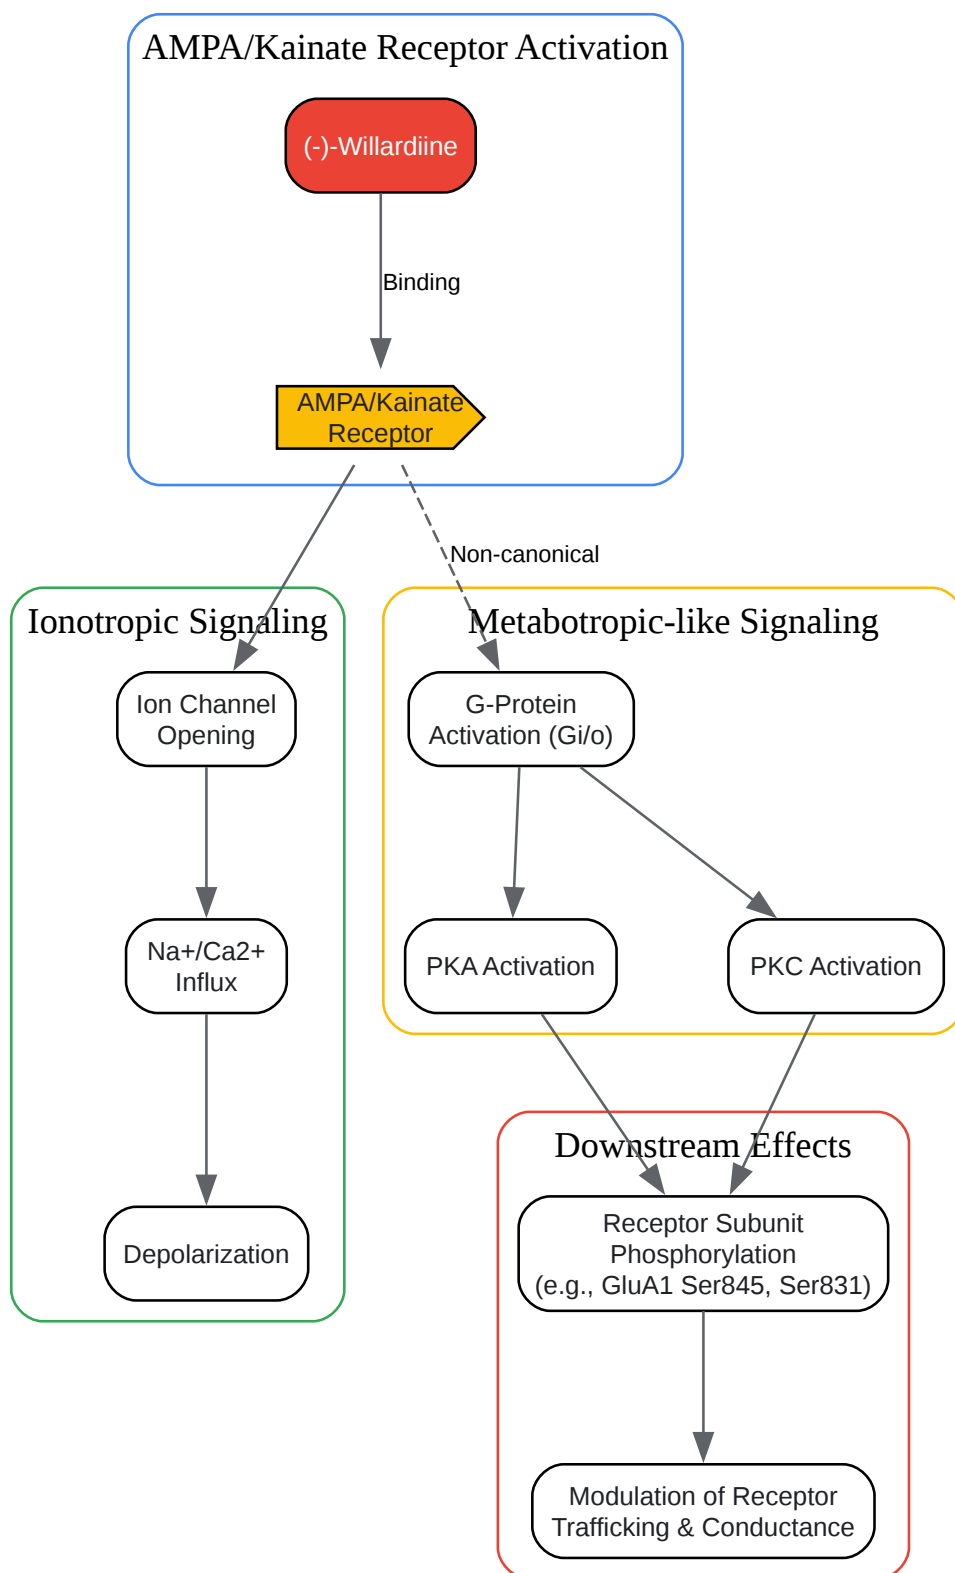 AMPA/Kainate Receptor Activation
(-)-Willardiine
Binding
AMPA/Kainate
Receptor
Non-canonical
Ionotropic Signaling
Ion Channel
Opening
Na+/Ca2+
Influx
Depolarization
Metabotropic-like Signaling
G-Protein
Activation (Gi/o)
PKA Activation
PKC Activation
Downstream Effects
Receptor Subunit
Phosphorylation
(e.g., GluA1 Ser845, Ser831)
Modulation of Receptor
Trafficking & Conductance